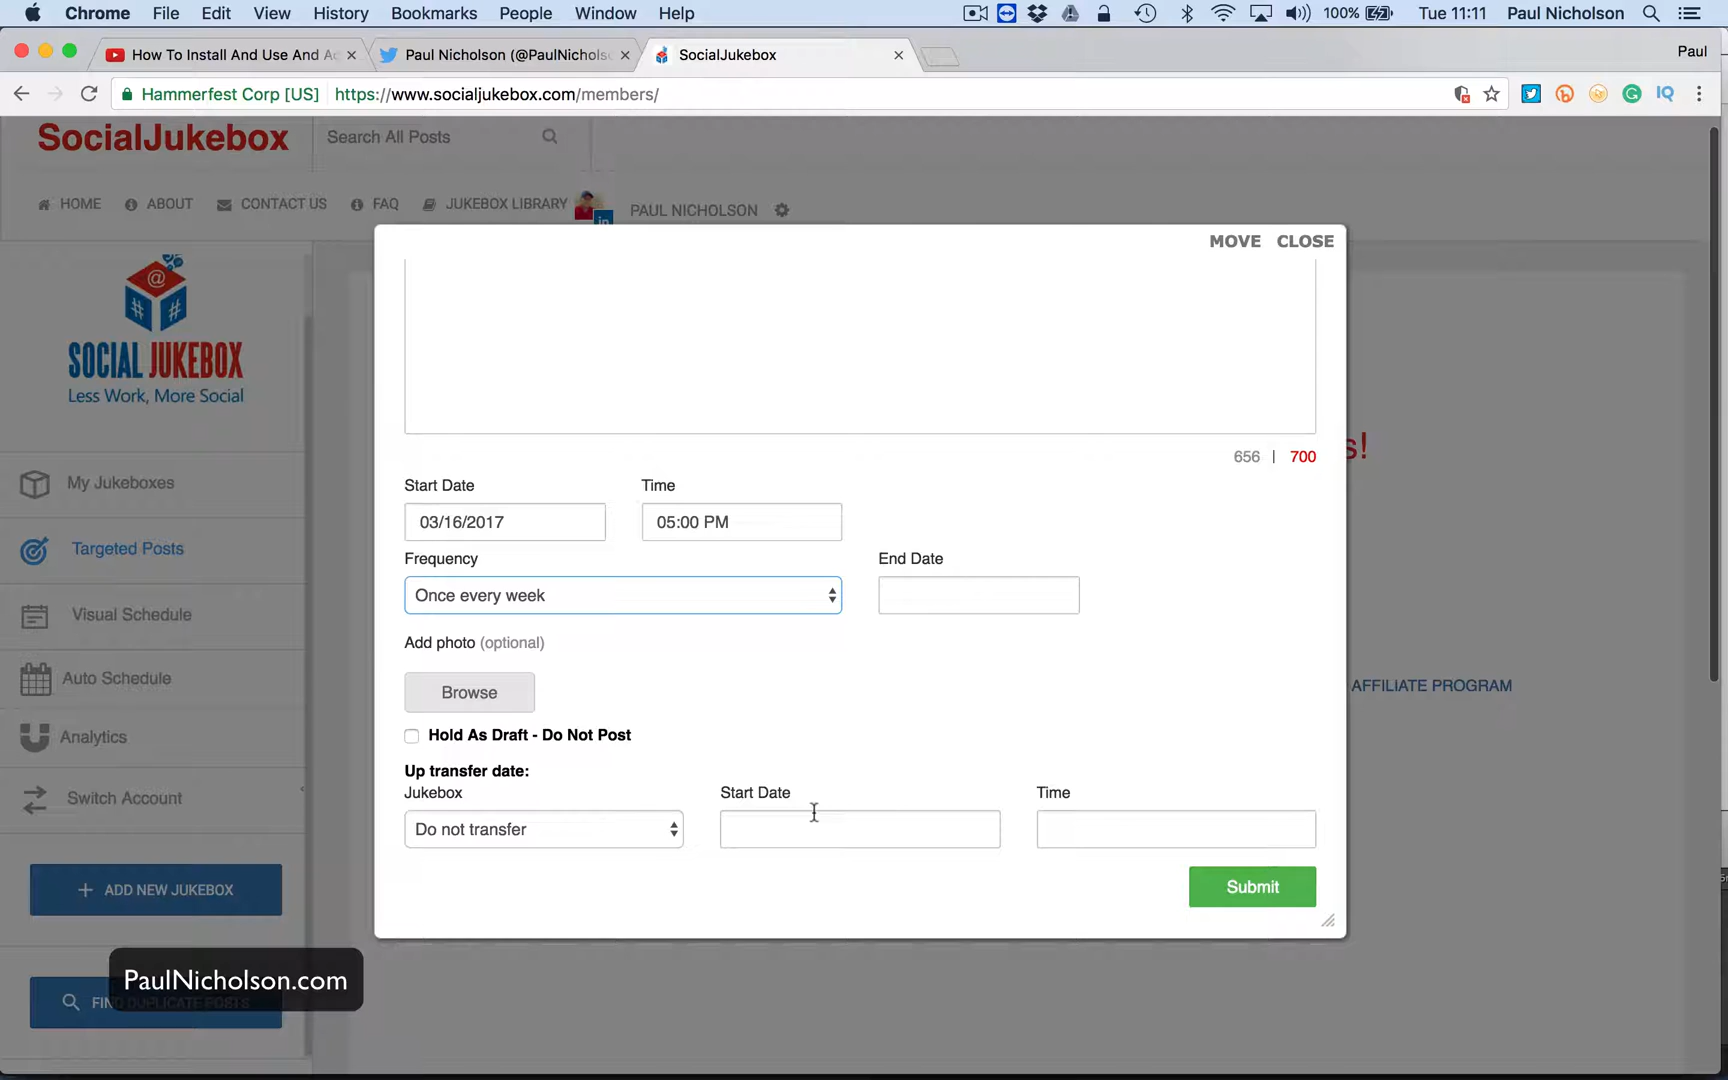 Chrome File Edit View History Bookmarks People Window Help 100% Tue 11:11 Paul Nicholson
How To Install And Use And Paul Nicholson (@PaulNichols SocialJukebox Paul
Hammerfest Corp [US] https://www.socialjukebox.com/members/
SocialJukebox Search All Posts
HOME ABOUT CONTACT US FAQ JUKEBOX LIBRARY in PAUL NICHOLSON
MOVE CLOSE
@
# #
SOCIAL JUKEBOX
Less Work, More Social
s!
656 | 700
My Jukeboxes
Targeted Posts
Visual Schedule
Auto Schedule
Analytics
Switch Account
Start Date Time
03/16/2017 05:00 PM
Frequency End Date
Once every week
Add photo (optional)
Browse
AFFILIATE PROGRAM
Hold As Draft - Do Not Post
Up transfer date:
Jukebox Start Date Time
Do not transfer
Submit
+ ADD NEW JUKEBOX
PaulNicholson.com
FIND DUPLICATE POSTS